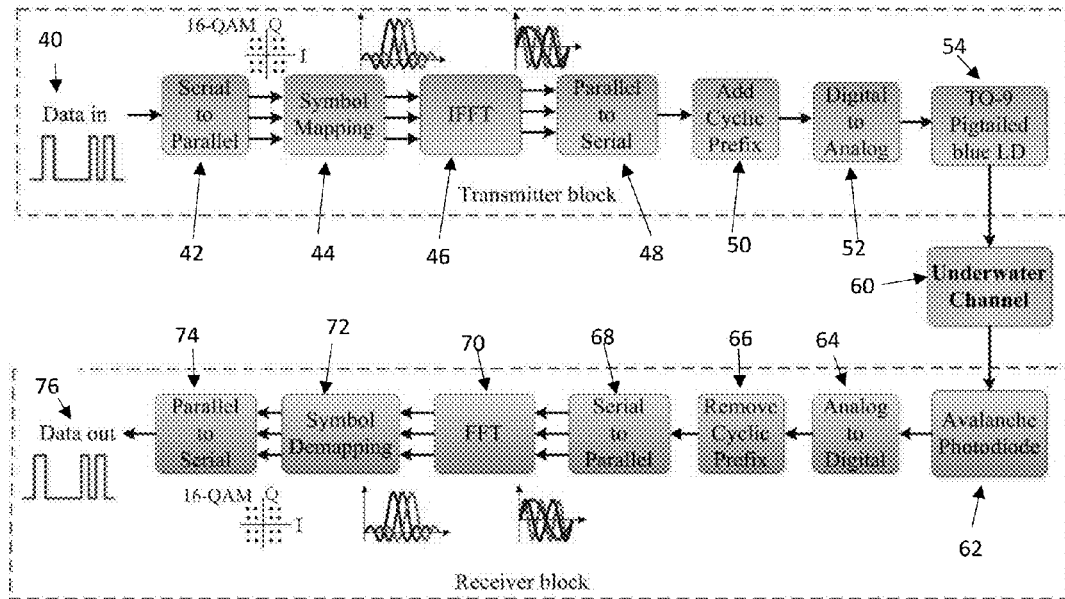 40
Data in
16-QAM Q
I
Serial
to
Parallel
Symbol
Mapping
IFFT
Parallel
to
Serial
Add
Cyclic
Prefix
Digital
to
Analog
54
TO-9
Pigtailed
blue LD
Transmitter block
42
44
46
48
50
52
60
Underwater
Channel
74
72
70
68
66
64
76
Data out
Parallel
to
Serial
Symbol
Demapping
FFT
Serial
to
Parallel
Remove
Cyclic
Prefix
Analog
to
Digital
Avalanche
Photodiode
16-QAM Q
I
62
Receiver block